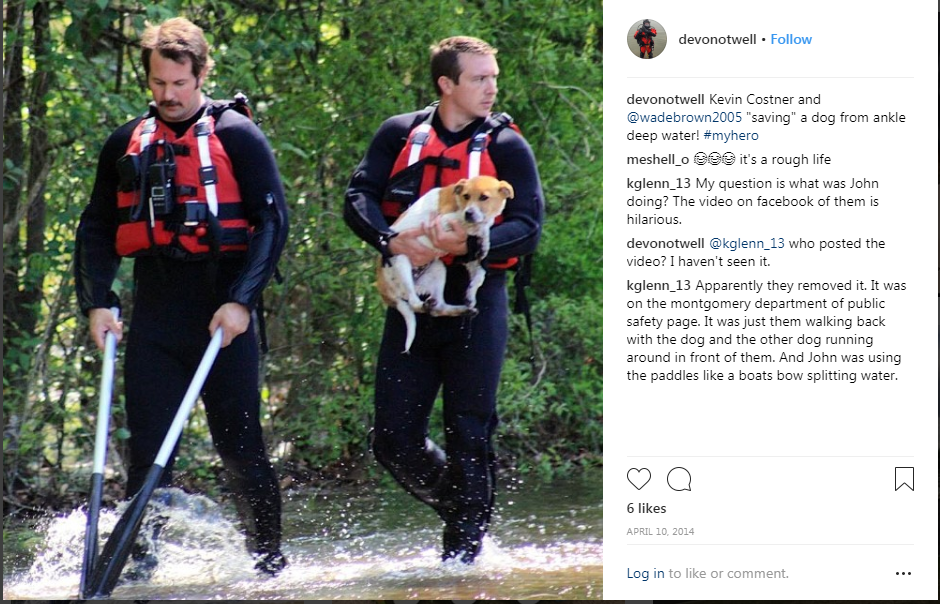 devonotwell • Follow
devonotwell Kevin Costner and
@wadebrown2005 "saving" a dog from ankle
deep water! #myhero
meshell_o 😂😂😂 it's a rough life
kglenn_13 My question is what was John
doing? The video on facebook of them is
hilarious.
devonotwell @kglenn_13 who posted the
video? I haven't seen it.
kglenn_13 Apparently they removed it. It was
on the montgomery department of public
safety page. It was just them walking back
with the dog and the other dog running
around in front of them. And John was using
the paddles like a boats bow splitting water.
6 likes
APRIL 10, 2014
Log in to like or comment.